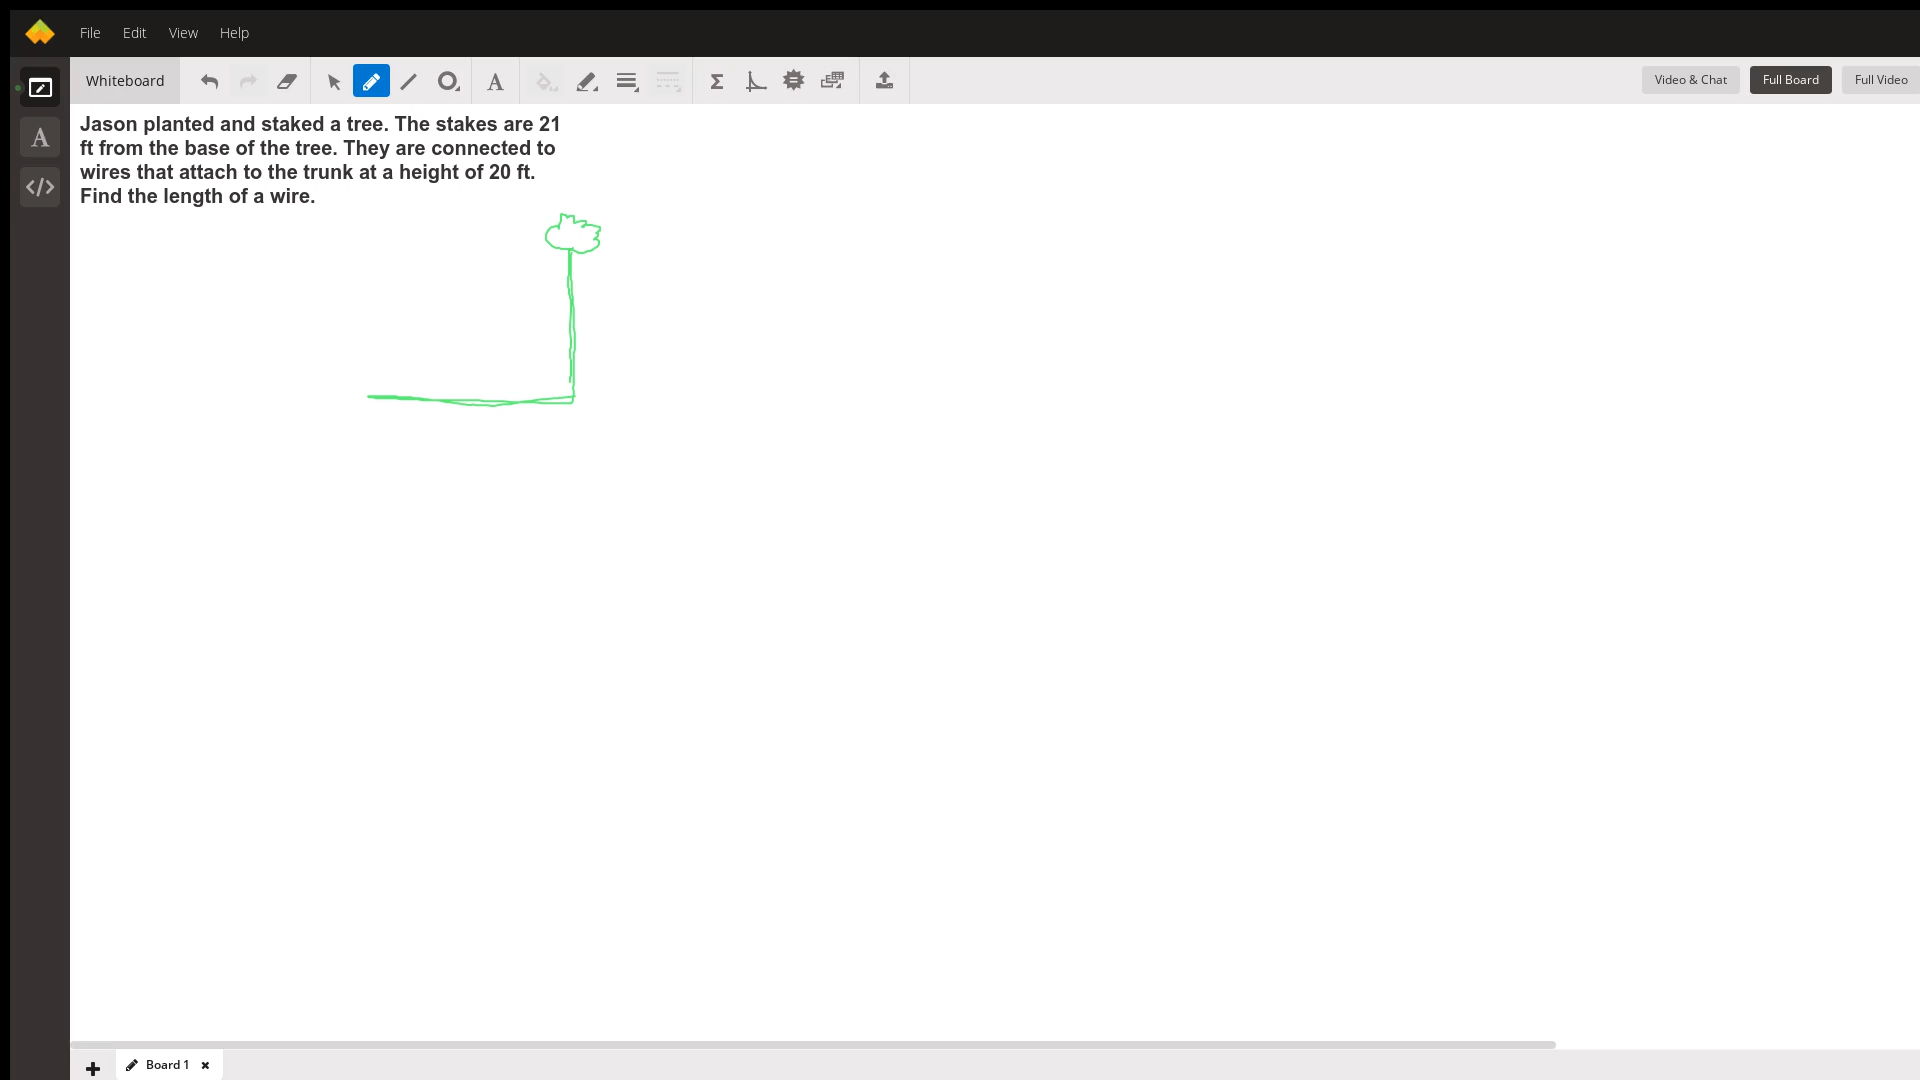 File Edit View Help
Whiteboard
A
Σ
Video & Chat
Full Board
Full Video
A
</>
Jason planted and staked a tree. The stakes are 21
ft from the base of the tree. They are connected to
wires that attach to the trunk at a height of 20 ft.
Find the length of a wire.
Board 1